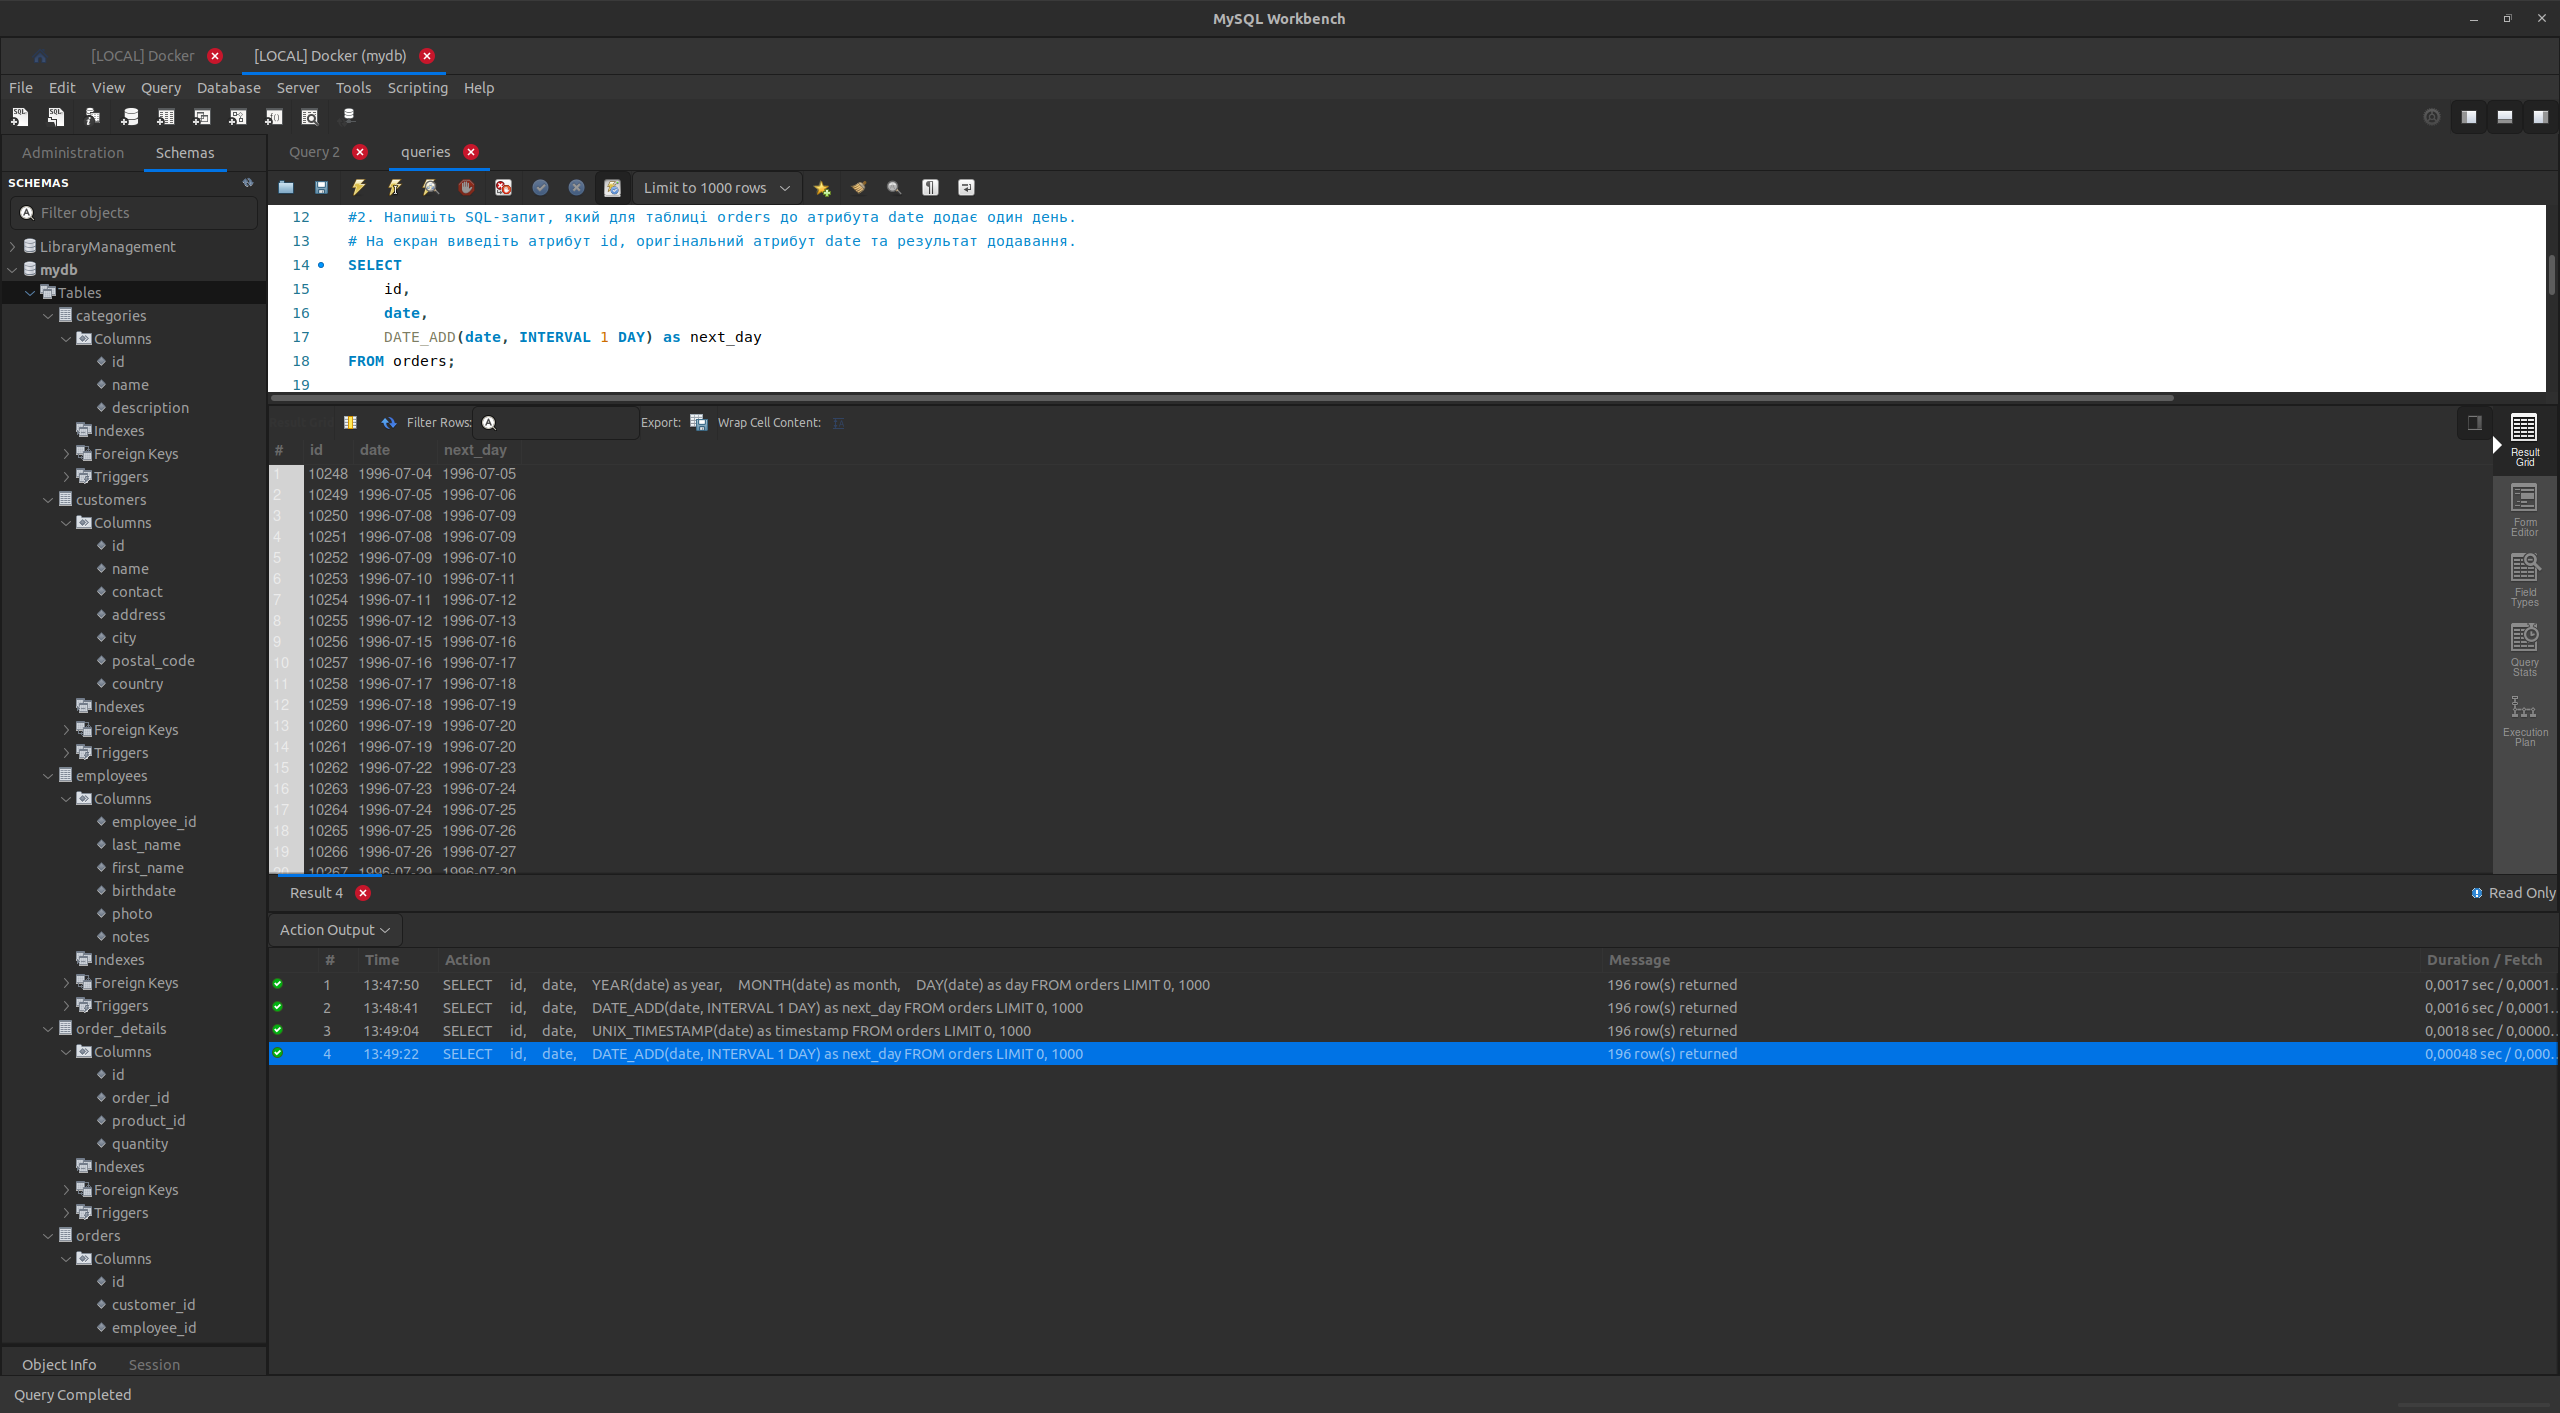 MySQL Workbench
[LOCAL] Docker
[LOCAL] Docker (mydb)
File Edit View Query Database Server Tools Scripting Help
Administration Schemas
SCHEMAS
Filter objects
LibraryManagement
mydb
Tables
categories
Columns
id
name
description
Indexes
Foreign Keys
Triggers
customers
Columns
id
name
contact
address
city
postal_code
country
Indexes
Foreign Keys
Triggers
employees
Columns
employee_id
last_name
first_name
birthdate
photo
notes
Indexes
Foreign Keys
Triggers
order_details
Columns
id
order_id
product_id
quantity
Indexes
Foreign Keys
Triggers
orders
Columns
id
customer_id
employee_id
Object Info Session
Query 2 queries
Limit to 1000 rows
12 #2. Напишіть SQL-запит, який для таблиці orders до атрибута date додає один день.
13 # На екран виведіть атрибут id, оригінальний атрибут date та результат додавання.
14 SELECT
15 id,
16 date,
17 DATE_ADD(date, INTERVAL 1 DAY) as next_day
18 FROM orders;
19
Filter Rows: Export: Wrap Cell Content:
# id date next_day
1 10248 1996-07-04 1996-07-05
2 10249 1996-07-05 1996-07-06
3 10250 1996-07-08 1996-07-09
4 10251 1996-07-08 1996-07-09
5 10252 1996-07-09 1996-07-10
6 10253 1996-07-10 1996-07-11
7 10254 1996-07-11 1996-07-12
8 10255 1996-07-12 1996-07-13
9 10256 1996-07-15 1996-07-16
10 10257 1996-07-16 1996-07-17
11 10258 1996-07-17 1996-07-18
12 10259 1996-07-18 1996-07-19
13 10260 1996-07-19 1996-07-20
14 10261 1996-07-19 1996-07-20
15 10262 1996-07-22 1996-07-23
16 10263 1996-07-23 1996-07-24
17 10264 1996-07-24 1996-07-25
18 10265 1996-07-25 1996-07-26
19 10266 1996-07-26 1996-07-27
20 10267 1996-07-29 1996-07-30
Result
Grid
Form
Editor
Field
Types
Query
Stats
Execution
Plan
Result 4
Read Only
Action Output
# Time Action Message Duration / Fetch
1 13:47:50 SELECT id, date, YEAR(date) as year, MONTH(date) as month, DAY(date) as day FROM orders LIMIT 0, 1000 196 row(s) returned 0,0017 sec / 0,0001...
2 13:48:41 SELECT id, date, DATE_ADD(date, INTERVAL 1 DAY) as next_day FROM orders LIMIT 0, 1000 196 row(s) returned 0,0016 sec / 0,0001...
3 13:49:04 SELECT id, date, UNIX_TIMESTAMP(date) as timestamp FROM orders LIMIT 0, 1000 196 row(s) returned 0,0018 sec / 0,0000...
4 13:49:22 SELECT id, date, DATE_ADD(date, INTERVAL 1 DAY) as next_day FROM orders LIMIT 0, 1000 196 row(s) returned 0,00048 sec / 0,000...
Query Completed